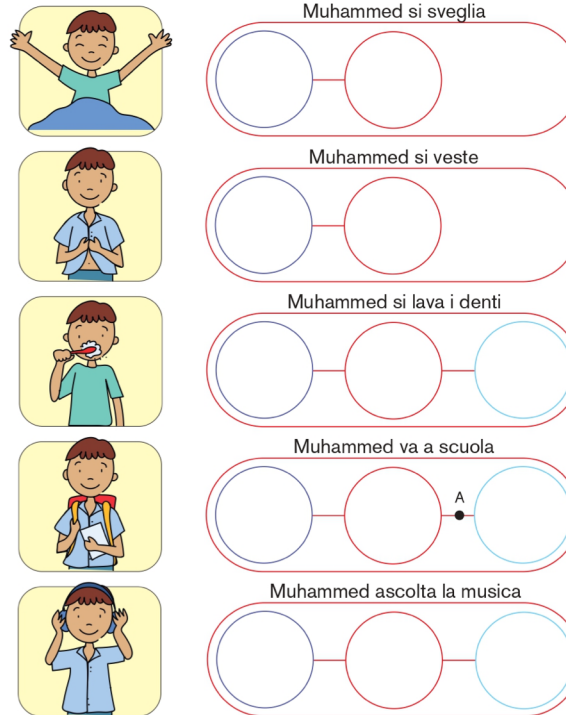 Muhammed si sveglia
Muhammed si veste
Muhammed si lava i denti
Muhammed va a scuola
A
Muhammed ascolta la musica